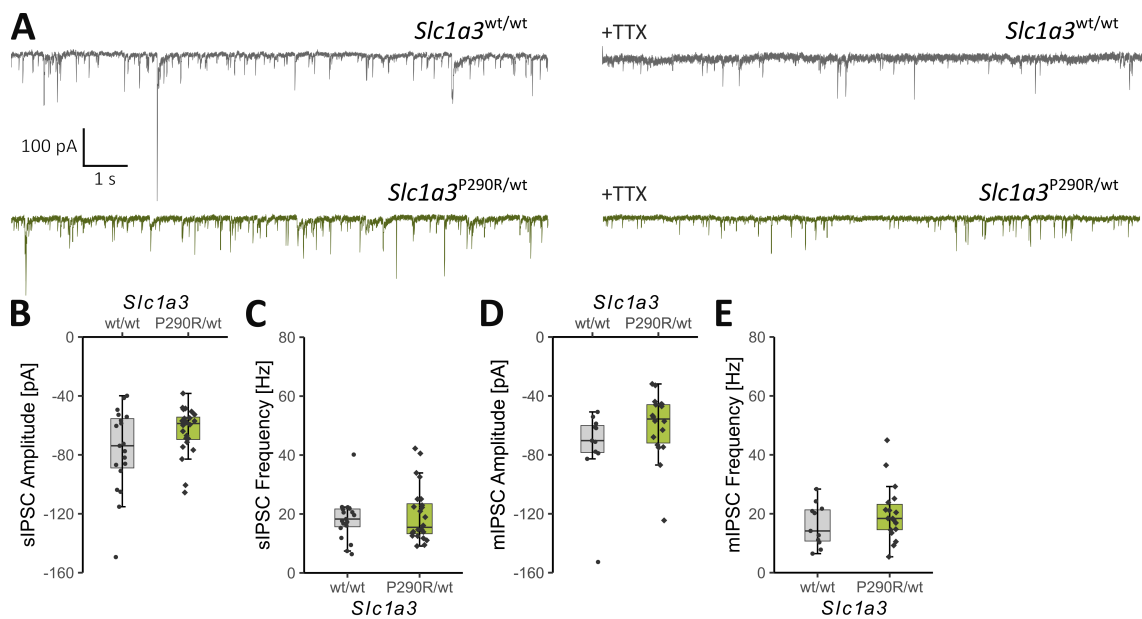 A
Slc1a3wt/wt
+TTX
Slc1a3wt/wt
100 pA
1 s
Slc1a3P290R/wt
+TTX
Slc1a3P290R/wt
B
Slc1a3
wt/wt P290R/wt
0
-40
-80
-120
-160
sIPSC Amplitude [pA]
C
80
60
40
20
0
sIPSC Frequency [Hz]
wt/wt P290R/wt
Slc1a3
D
Slc1a3
wt/wt P290R/wt
0
-40
-80
-120
-160
mIPSC Amplitude [pA]
E
80
60
40
20
0
mIPSC Frequency [Hz]
wt/wt P290R/wt
Slc1a3